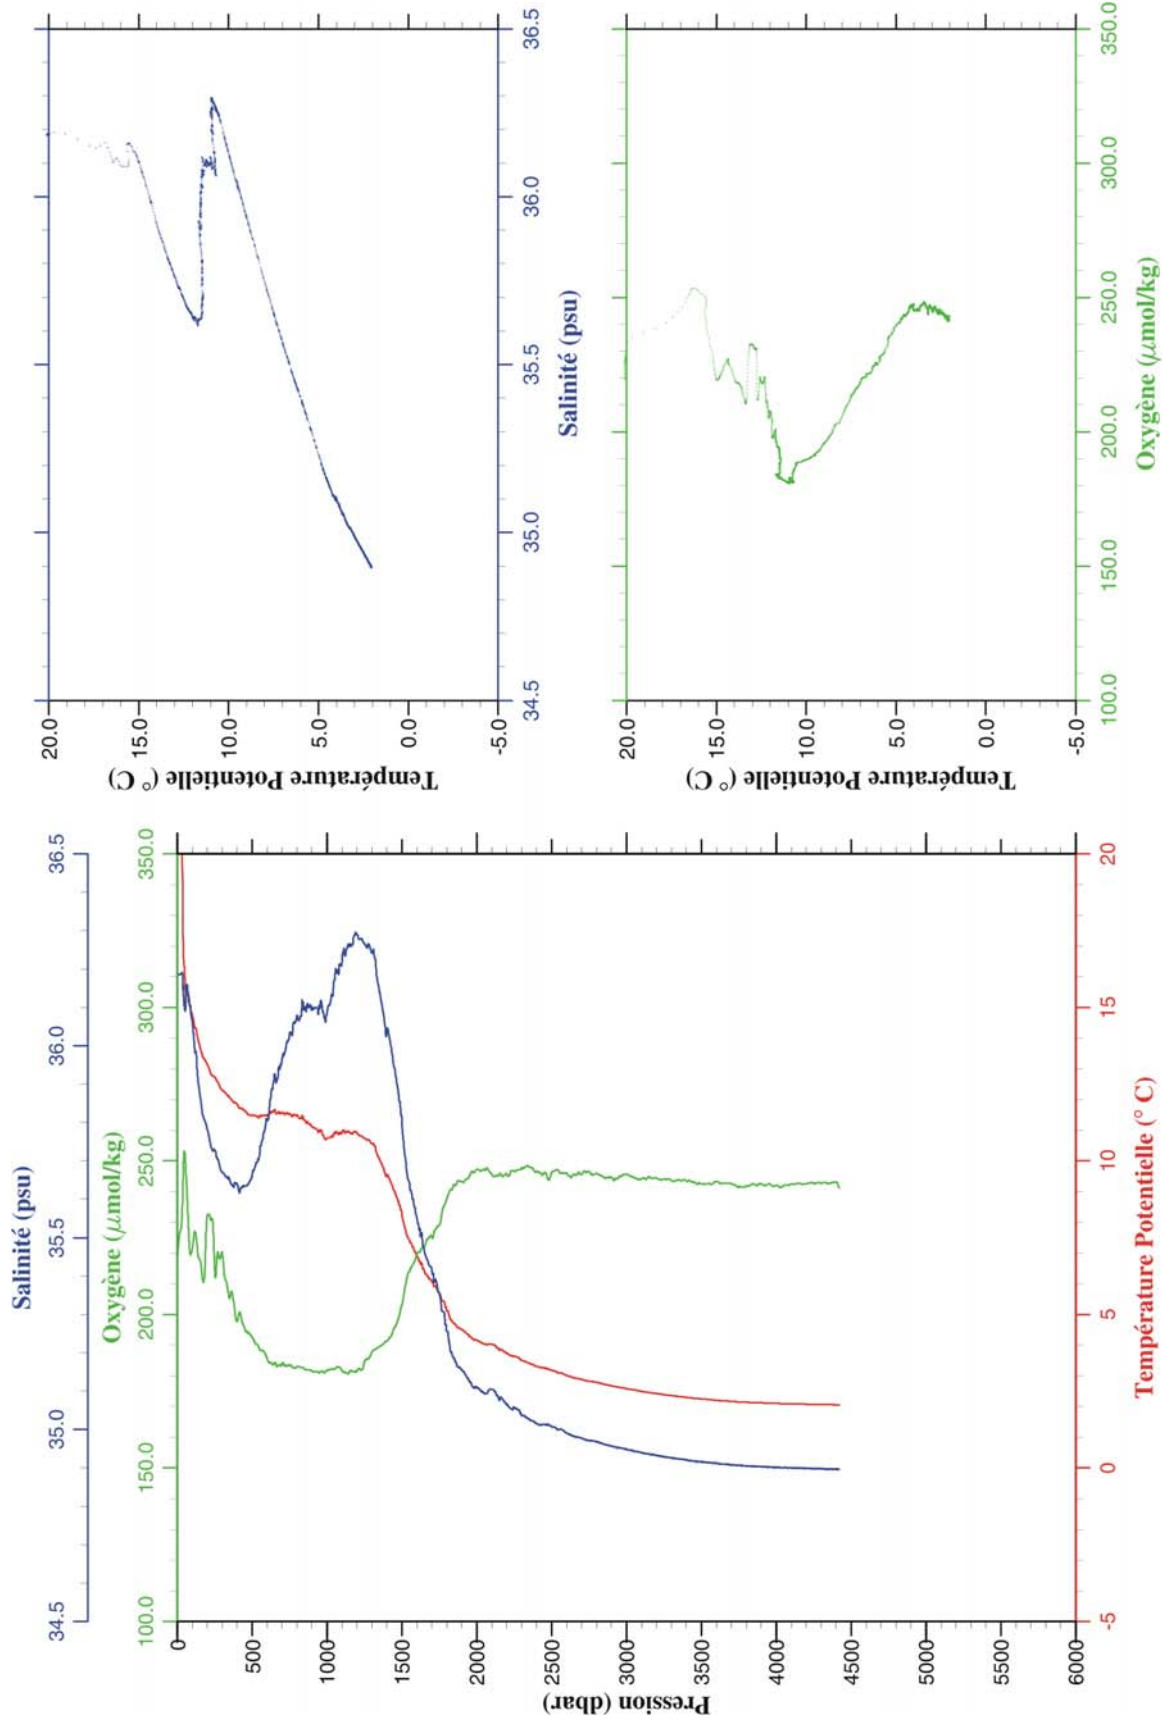 Salinité (psu)
34.5 35.0 35.5 36.0 36.5
Oxygène (μmol/kg)
100.0 150.0 200.0 250.0 300.0 350.0
Pression (dbar)
0
500
1000
1500
2000
2500
3000
3500
4000
4500
5000
5500
6000
-5 0 5 10 15 20
Température Potentielle (° C)
Température Potentielle (° C)
20.0
15.0
10.0
5.0
0.0
-5.0
34.5 35.0 35.5 36.0 36.5
Salinité (psu)
Température Potentielle (° C)
20.0
15.0
10.0
5.0
0.0
-5.0
100.0 150.0 200.0 250.0 300.0 350.0
Oxygène (μmol/kg)